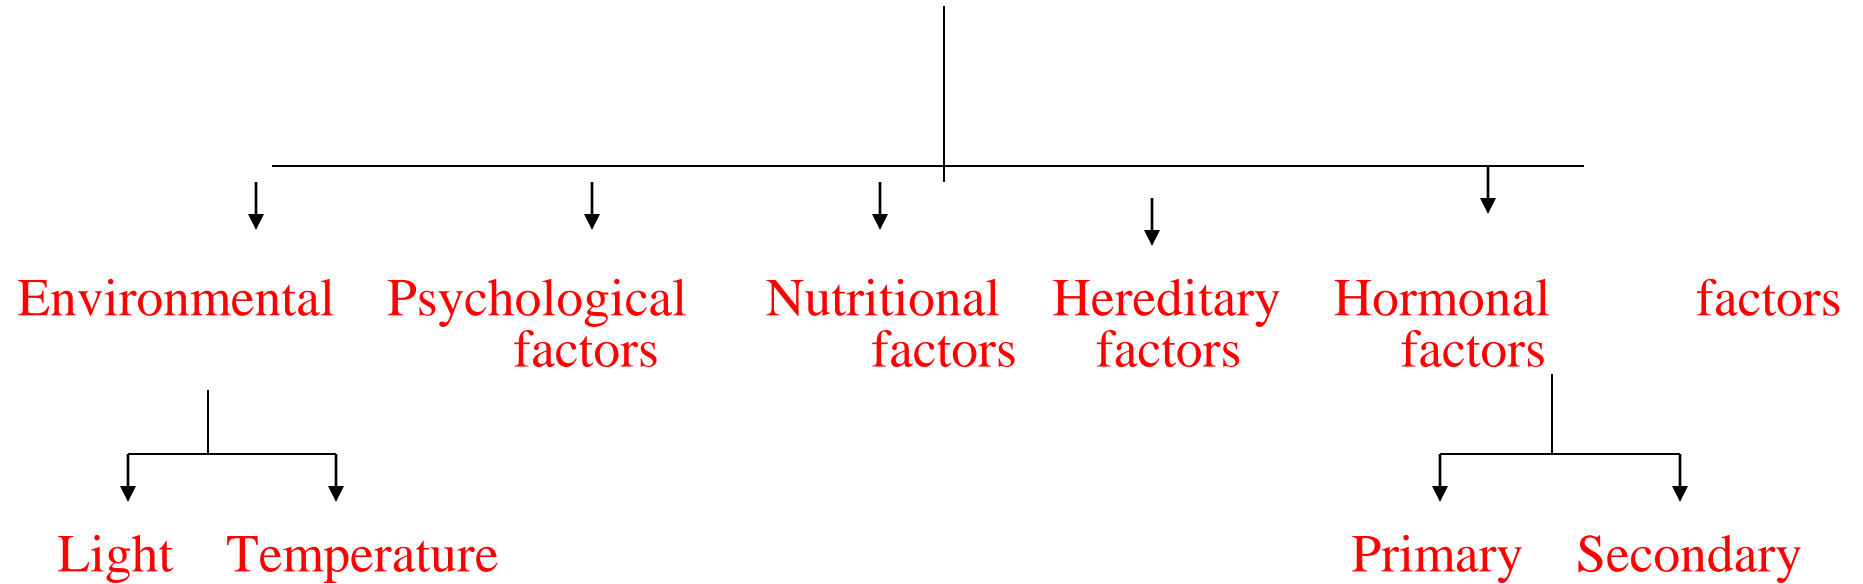 Environmental Psychological Nutritional Hereditary Hormonal factors
factors factors factors factors
Light Temperature Primary Secondary